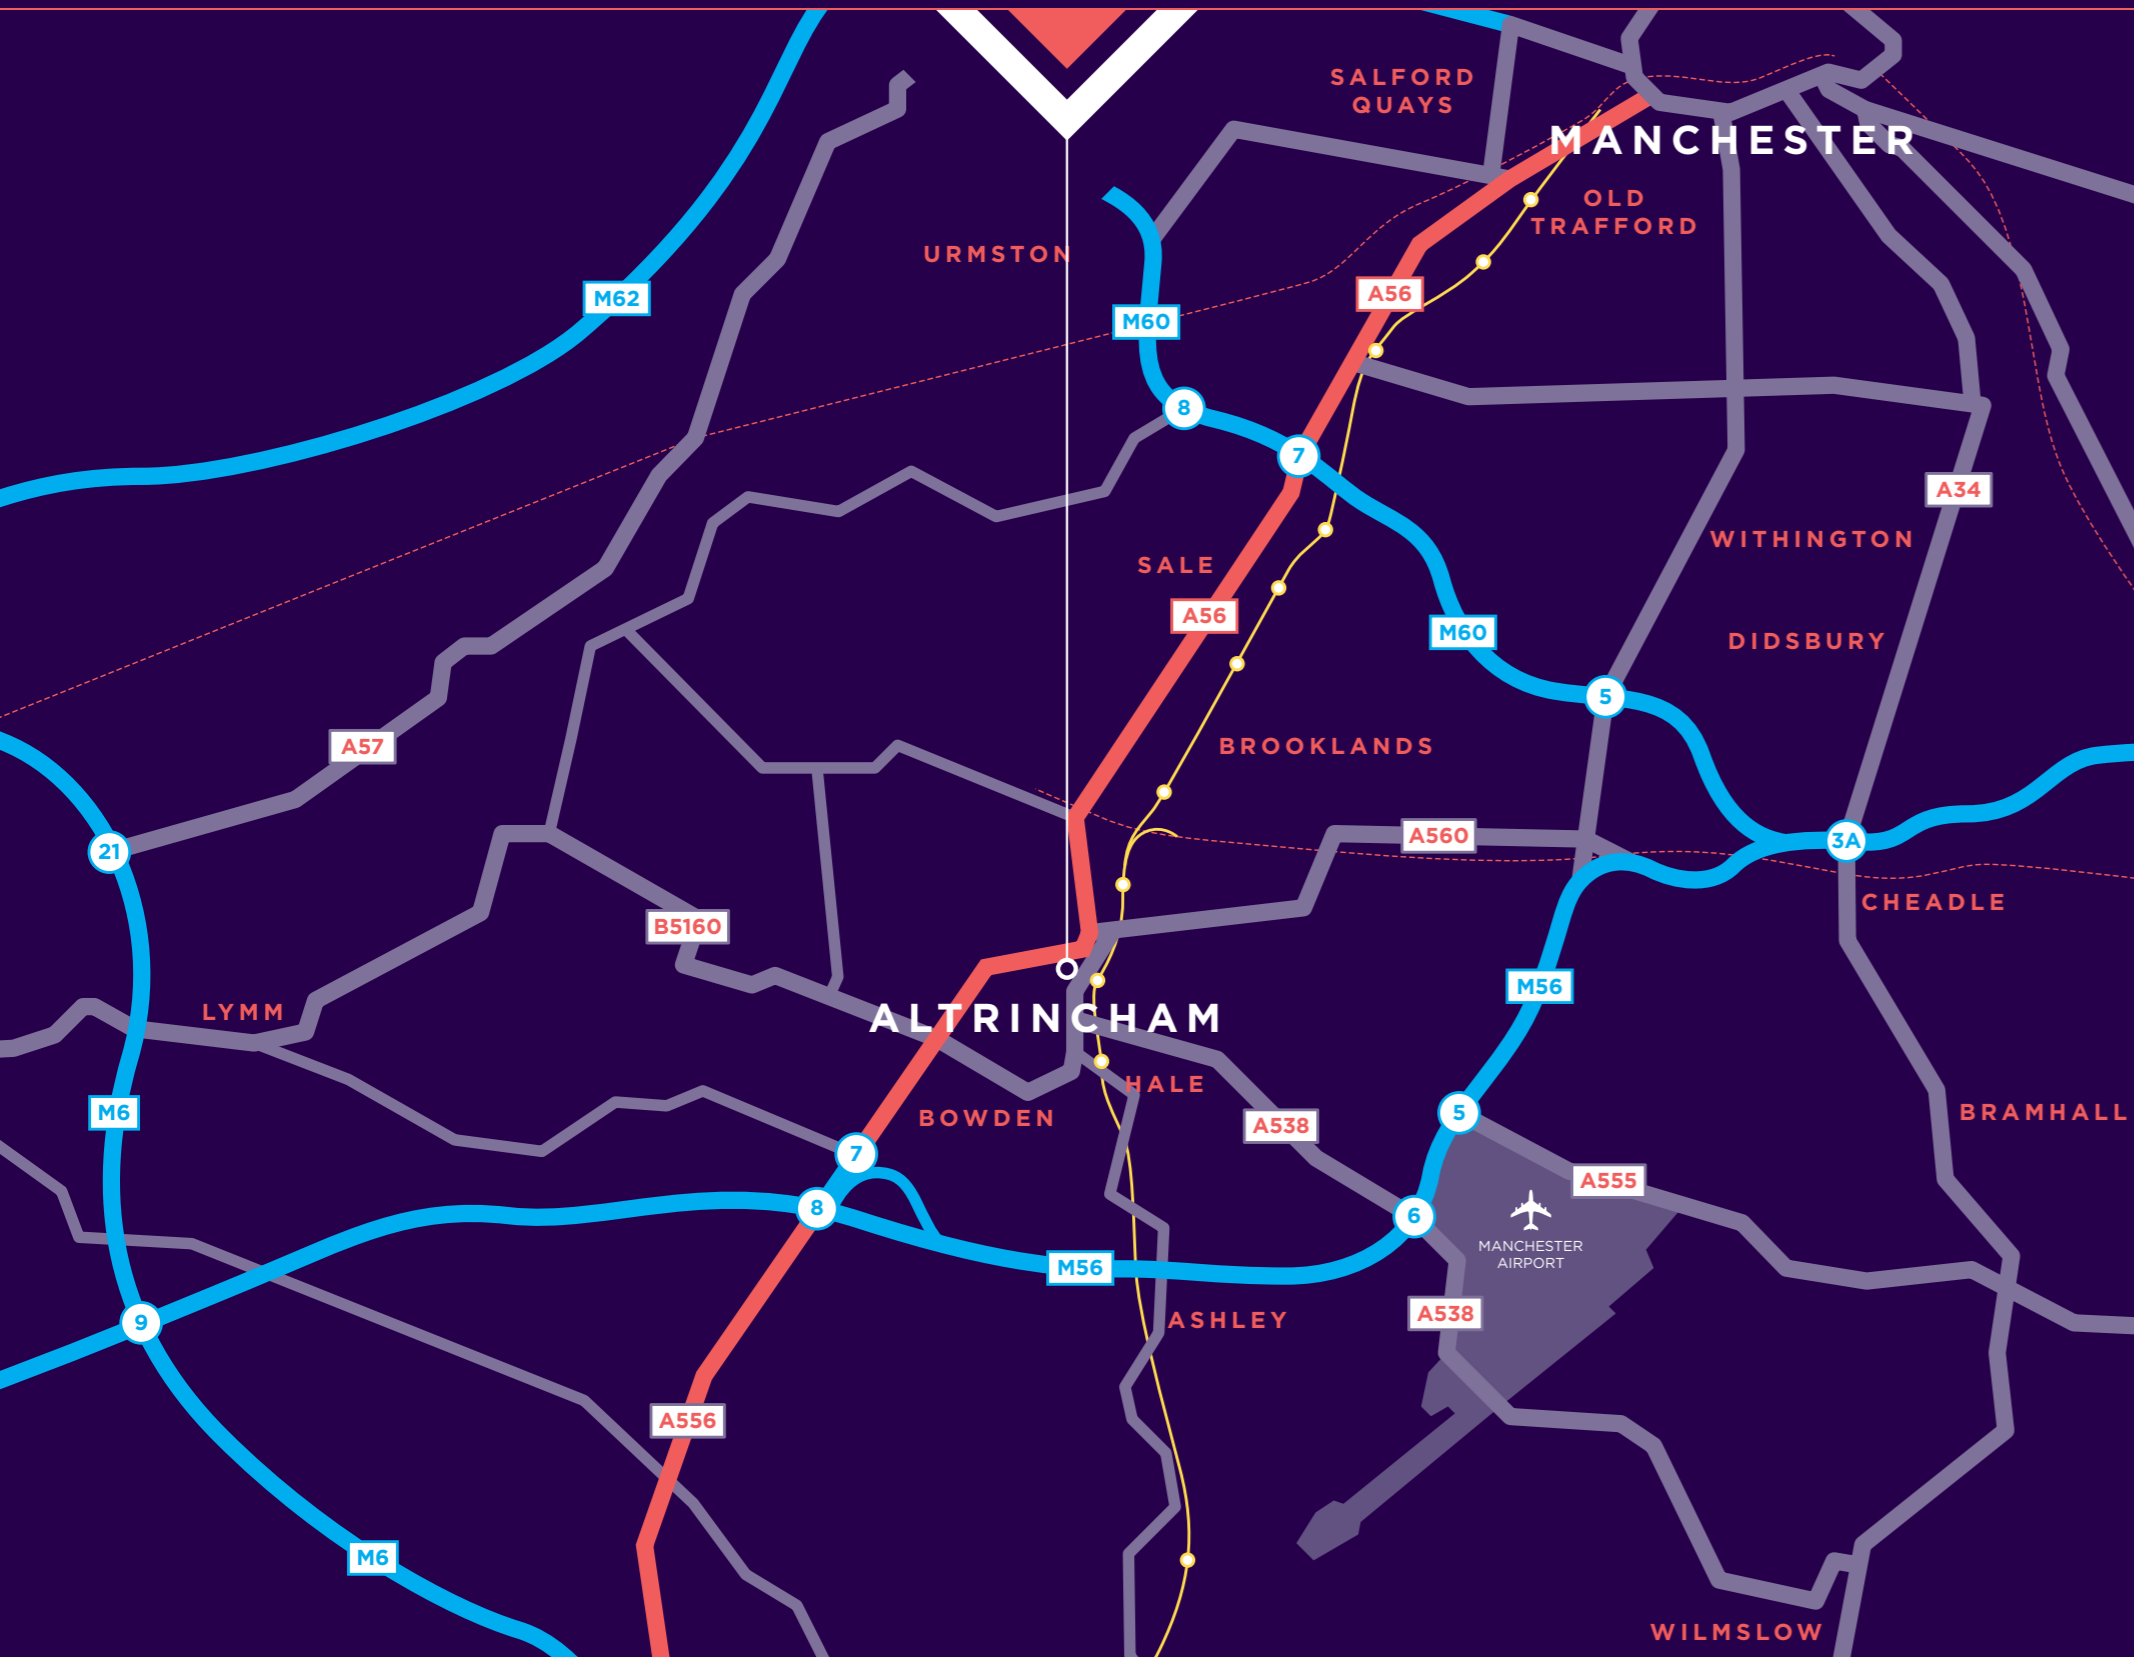 SALFORD
QUAYS
MANCHESTER
OLD
TRAFFORD
URMSTON
M62
A56
M60
8
7
A34
WITHINGTON
SALE
A56
M60
DIDSBURY
5
BROOKLANDS
A57
21
A560
3A
CHEADLE
B5160
M56
LYMM
ALTRINCHAM
HALE
M6
BOWDEN
A538
5
BRAMHALL
7
A555
8
6
MANCHESTER
AIRPORT
M56
A538
ASHLEY
9
A556
M6
WILMSLOW